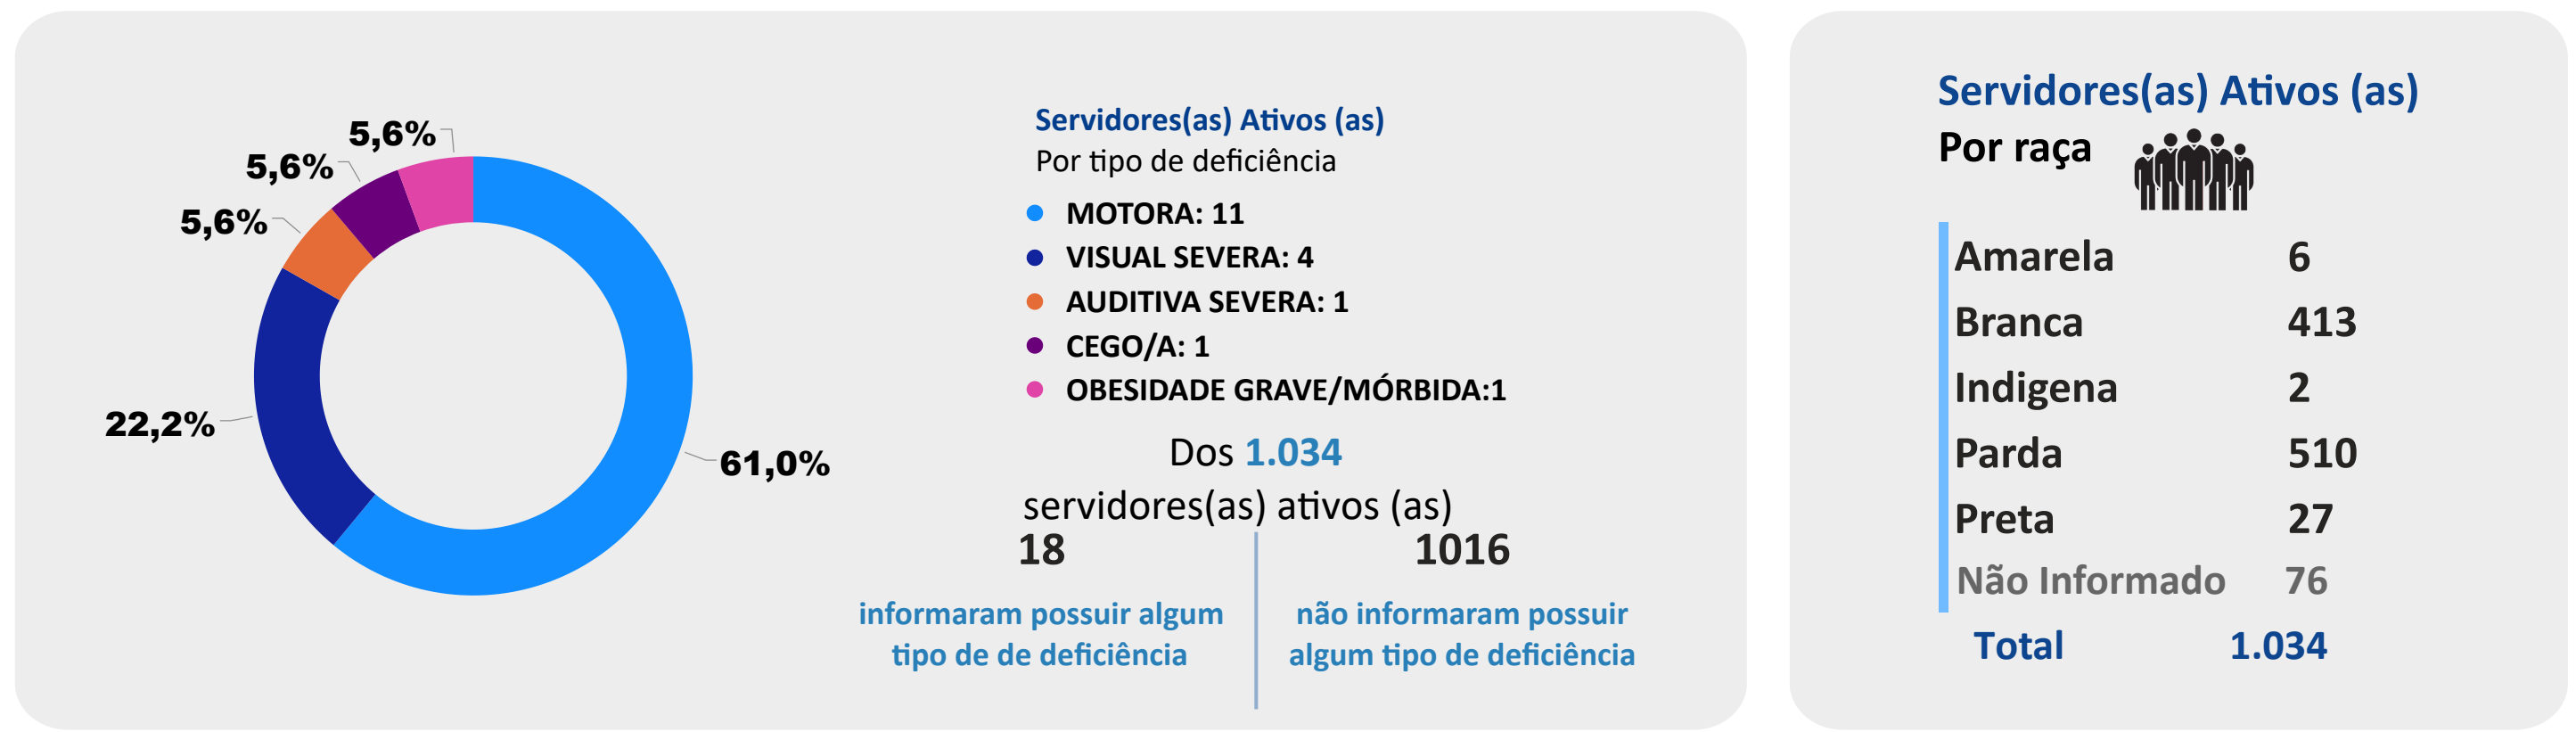 5,6%
5,6%
5,6%
22,2%
61,0%
Servidores(as) Ativos (as)
Por tipo de deficiência
MOTORA: 11
VISUAL SEVERA: 4
AUDITIVA SEVERA: 1
CEGO/A: 1
OBESIDADE GRAVE/MÓRBIDA:1
Dos 1.034
servidores(as) ativos (as)
18
informaram possuir algum
tipo de de deficiência
1016
não informaram possuir
algum tipo de deficiência
Servidores(as) Ativos (as)
Por raça
Amarela 6
Branca 413
Indigena 2
Parda 510
Preta 27
Não Informado 76
Total 1.034